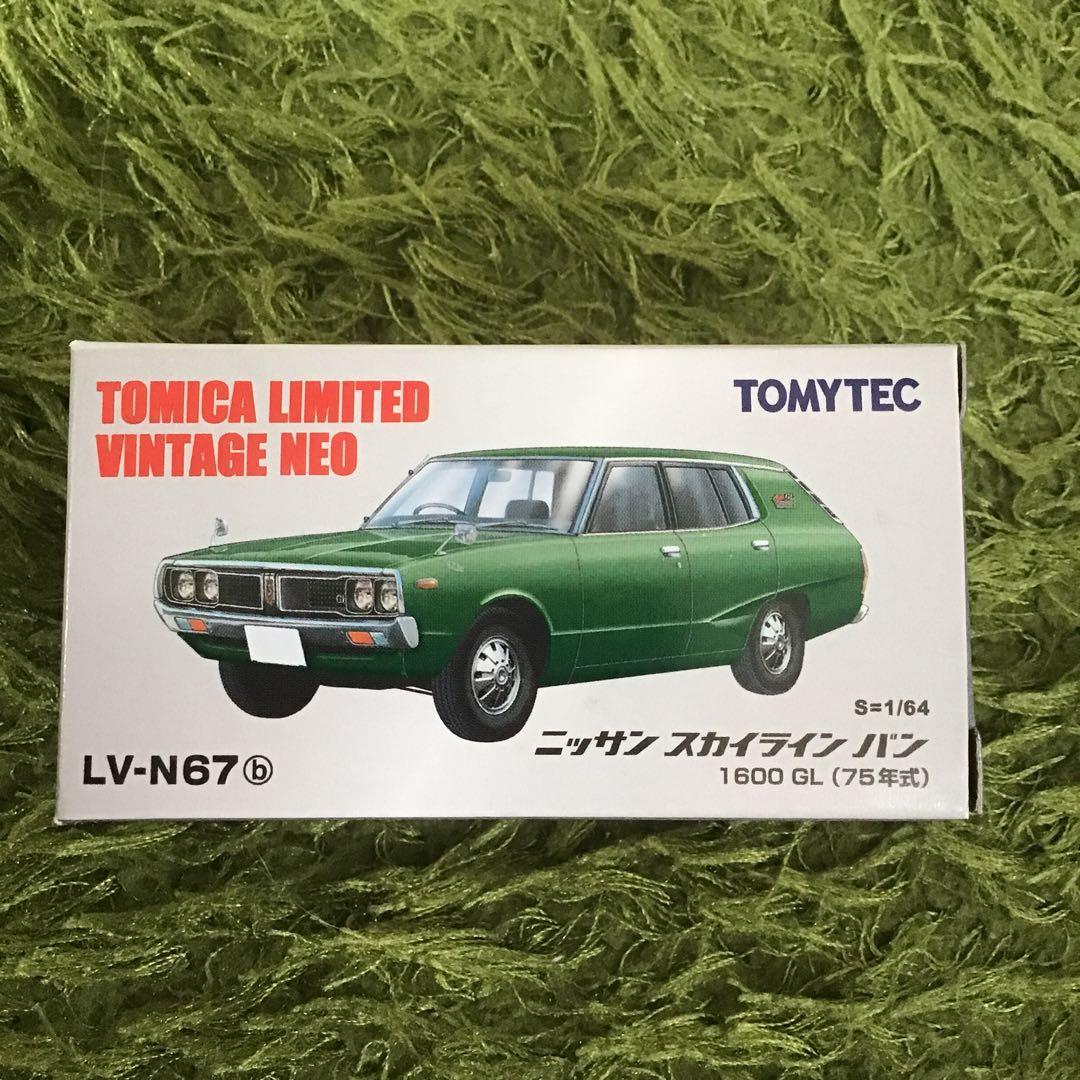 TOMICA LIMITED
VINTAGE NEO
TOMYTEC
S=1/64
ニッサン スカイライン バン
1600 GL (75年式)
LV-N67ⓑ